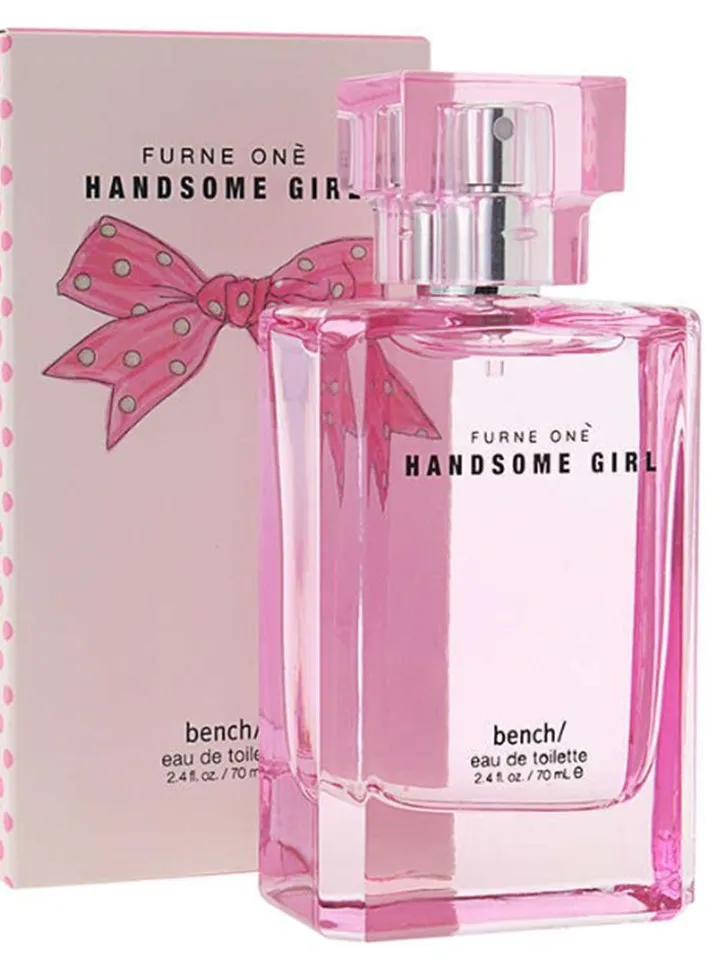 FURNE ONÈ
HANDSOME GIRL
bench/
eau de toile
2.4 fl. oz. / 70 m
FURNE ONÈ
HANDSOME GIRL
bench/
eau de toilette
2.4 fl. oz. / 70 mL e